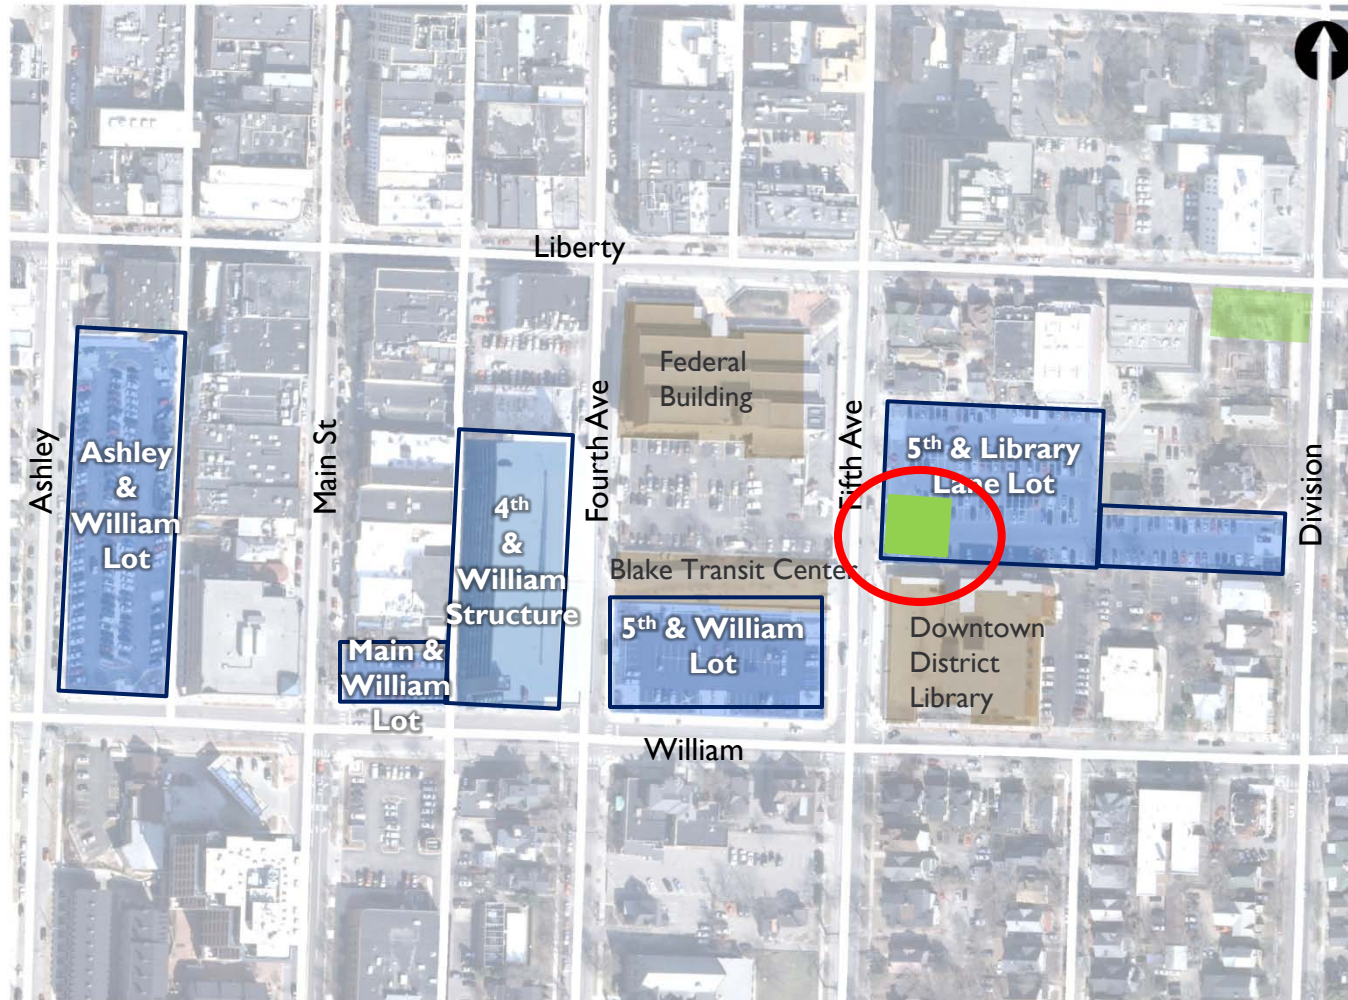 Liberty
Federal
Building
Ashley
Ashley
&
William
Lot
Main St
4th
&
William
Structure
Fourth Ave
Fifth Ave
5th & Library
Lane Lot
Division
Blake Transit Center
5th & William
Lot
Main &
William
Lot
Downtown
District
Library
William